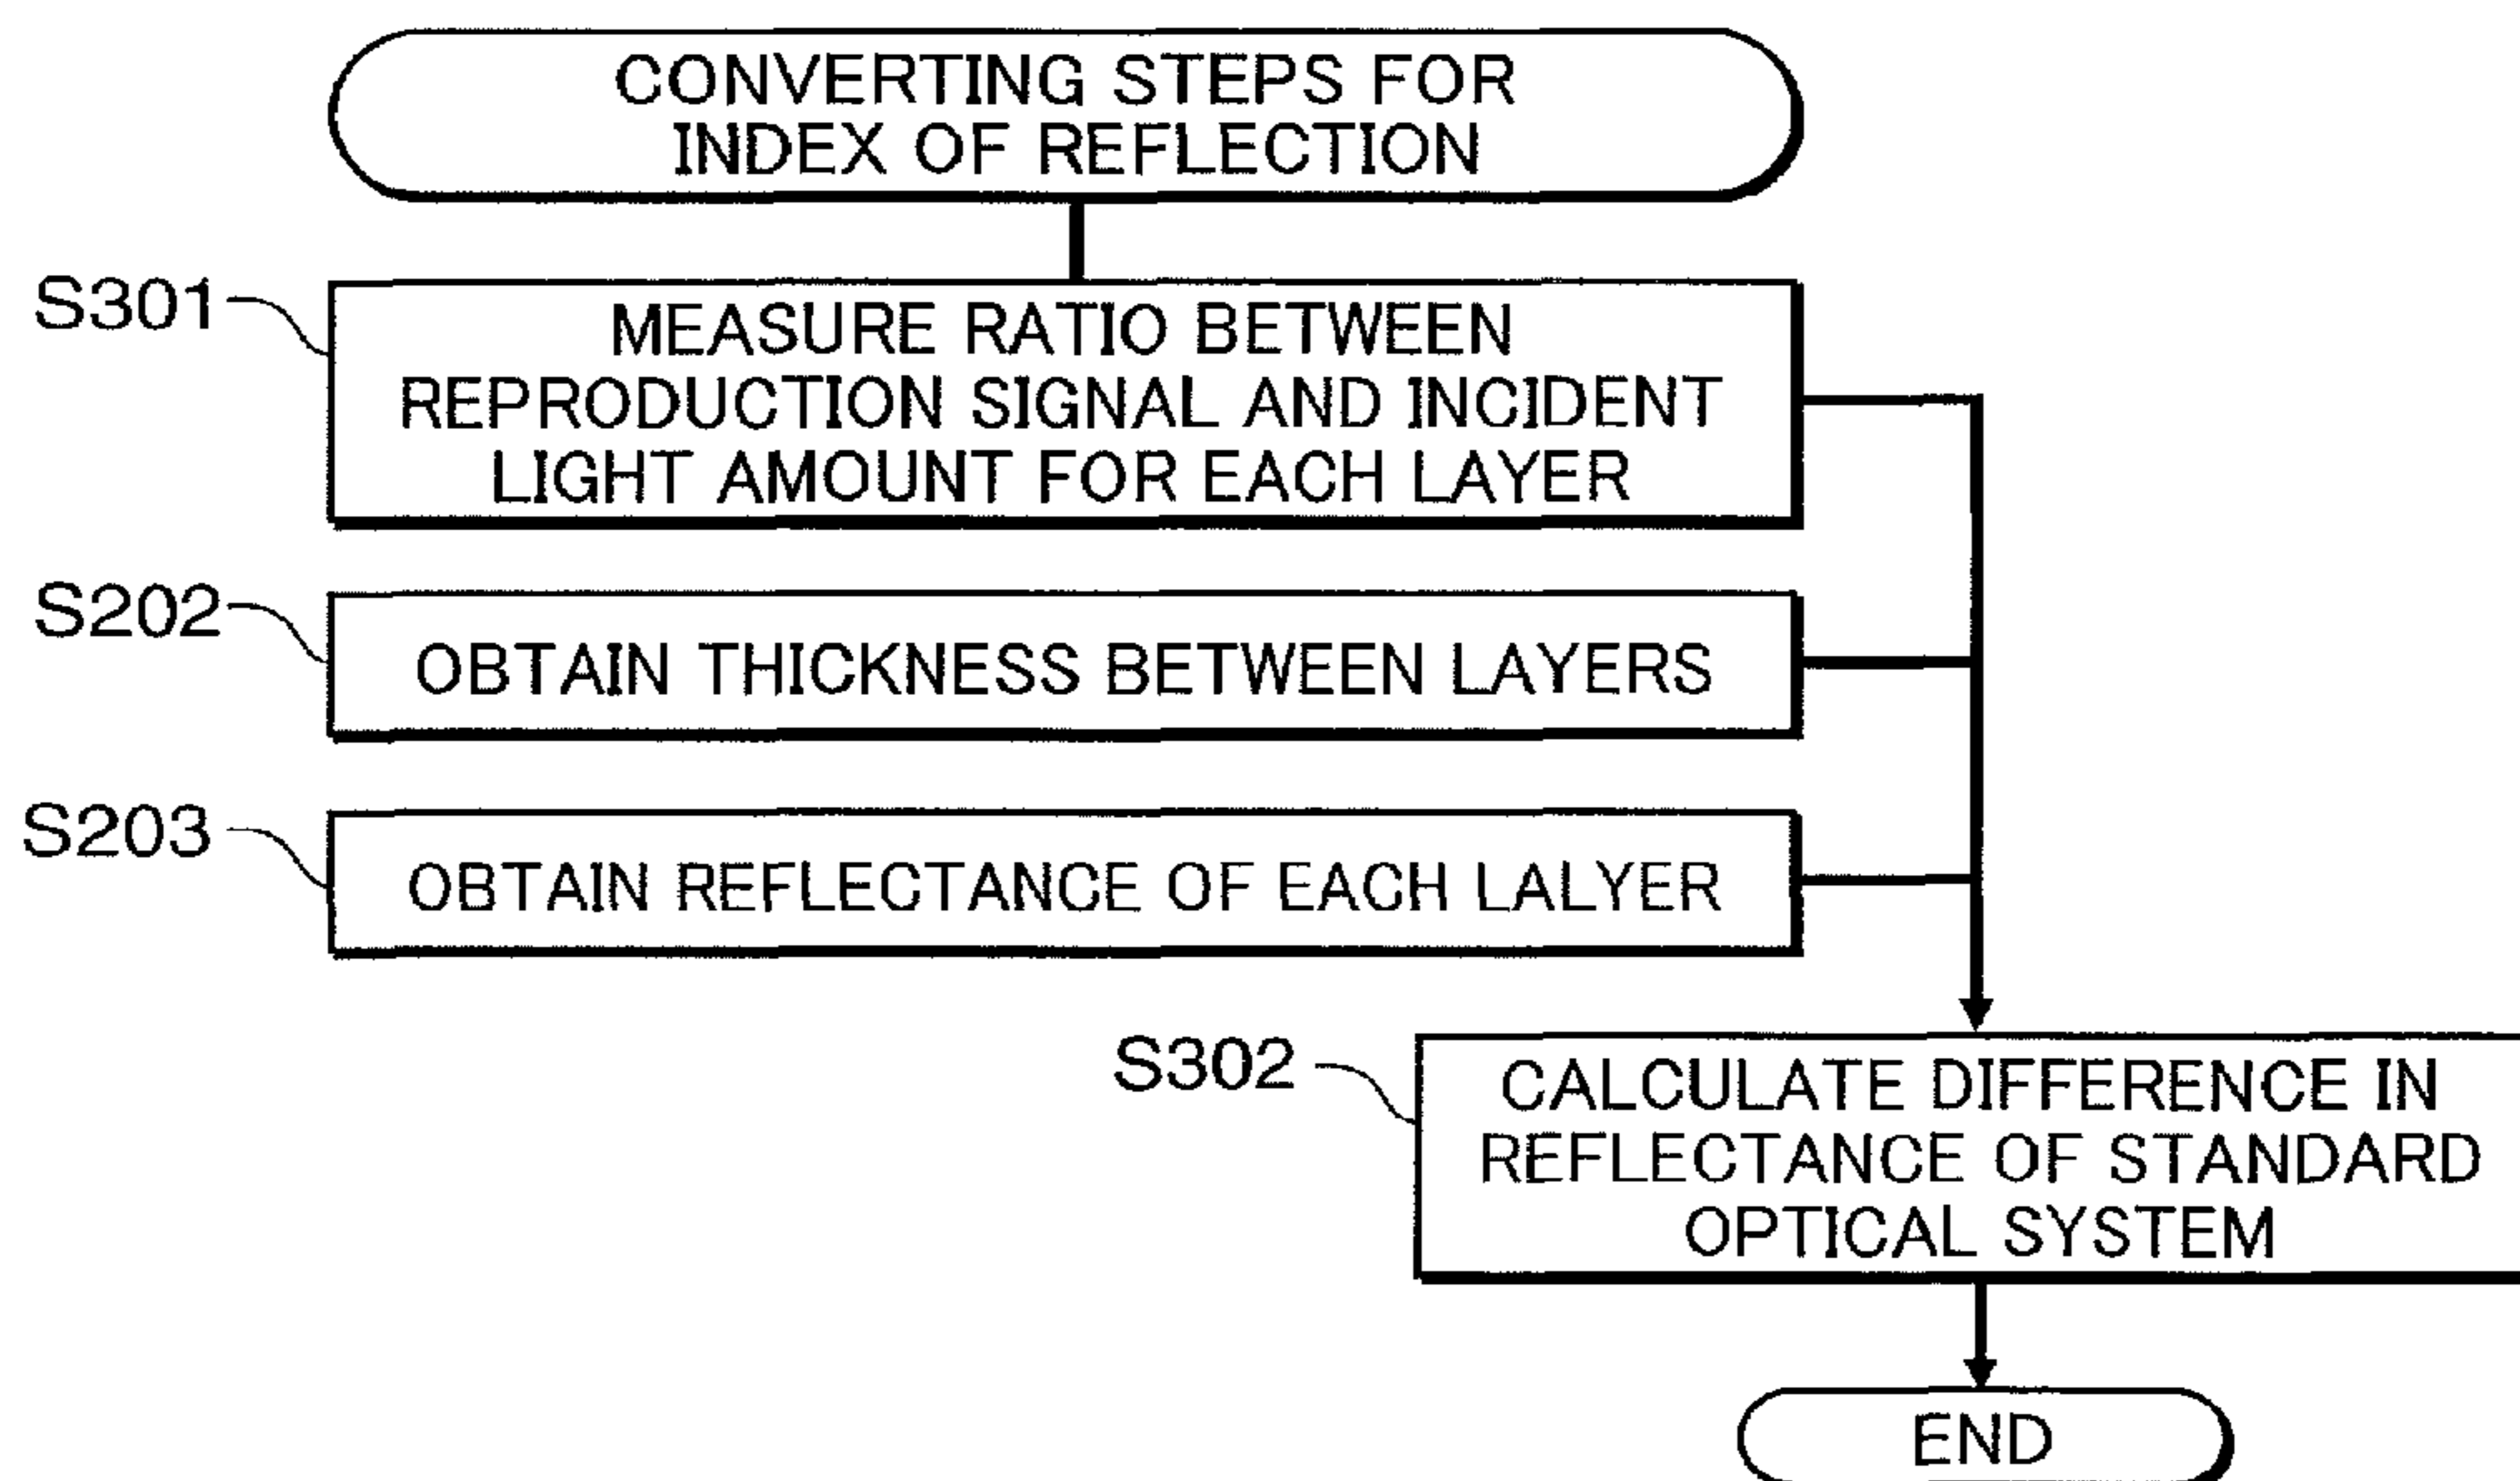 CONVERTING STEPS FOR
INDEX OF REFLECTION
S301
MEASURE RATIO BETWEEN
REPRODUCTION SIGNAL AND INCIDENT
LIGHT AMOUNT FOR EACH LAYER
S202
OBTAIN THICKNESS BETWEEN LAYERS
S203
OBTAIN REFLECTANCE OF EACH LALYER
S302
CALCULATE DIFFERENCE IN
REFLECTANCE OF STANDARD
OPTICAL SYSTEM
END